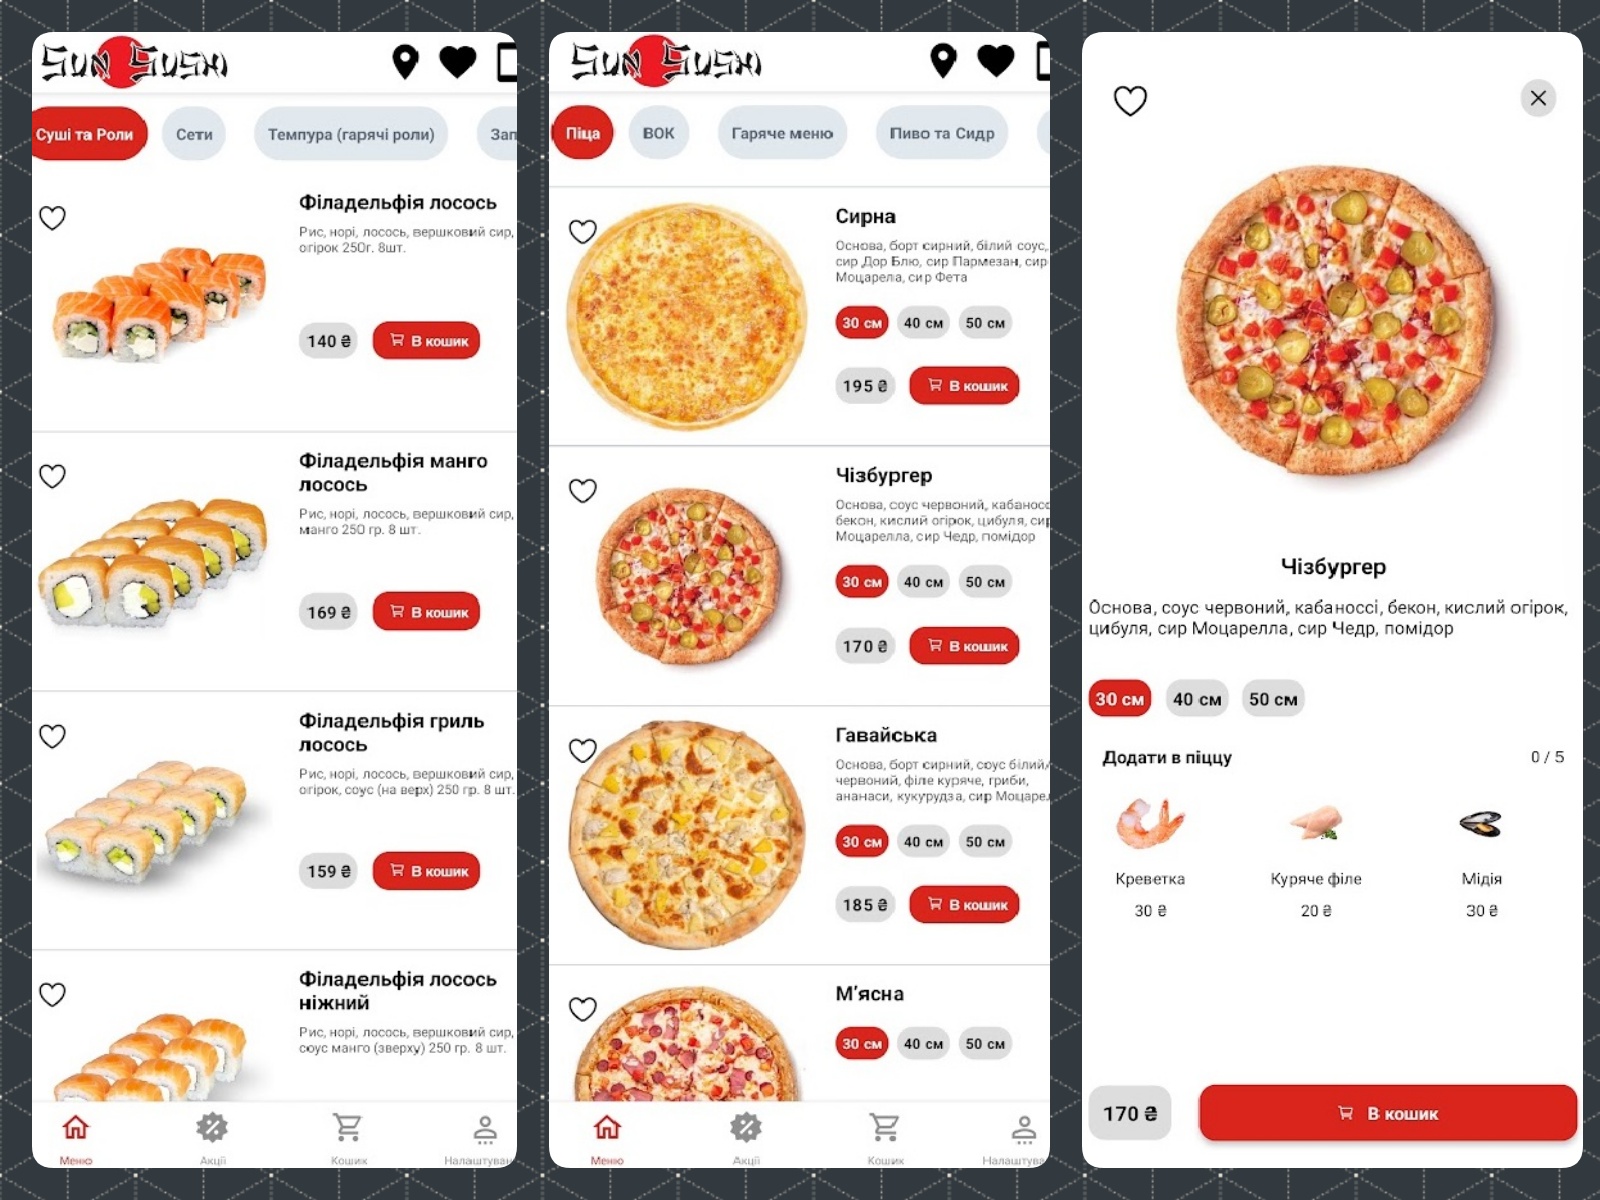 SUN SUSHI
Суші та Роли
Сети
Темпура (гарячі роли)
Зап
Філадельфія лосось
Рис, норі, лосось, вершковий сир,
огірок 250г. 8шт.
140 ₴
В кошик
Філадельфія манго
лосось
Рис, норі, лосось, вершковий сир,
манго 250 гр. 8 шт.
169 ₴
В кошик
Філадельфія гриль
лосось
Рис, норі, лосось, вершковий сир,
огірок, соус (на верх) 250 гр. 8 шт.
159 ₴
В кошик
Філадельфія лосось
ніжний
Рис, норі, лосось, вершковий сир,
соус манго (зверху) 250 гр. 8 шт.
Меню
Акції
Кошик
Налаштуван
SUN SUSHI
Піца
ВОК
Гаряче меню
Пиво та Сидр
Сирна
Основа, борт сирний, білий соус,
сир Дор Блю, сир Пармезан, сир
Моцарела, сир Фета
30 см
40 см
50 см
195 ₴
В кошик
Чізбургер
Основа, соус червоний, кабаносс
бекон, кислий огірок, цибуля, сир
Моцарелла, сир Чедр, помідор
30 см
40 см
50 см
170 ₴
В кошик
Гавайська
Основа, борт сирний, соус білий/
червоний, філе куряче, гриби,
ананаси, кукурудза, сир Моцарел
30 см
40 см
50 см
185 ₴
В кошик
М'ясна
30 см
40 см
50 см
Меню
Акції
Кошик
Налаштува
Чізбургер
Основа, соус червоний, кабаноссі, бекон, кислий огірок,
цибуля, сир Моцарелла, сир Чедр, помідор
30 см
40 см
50 см
Додати в піццу
0 / 5
Креветка
Куряче філе
Мідія
30 ₴
20 ₴
30 ₴
170 ₴
В кошик